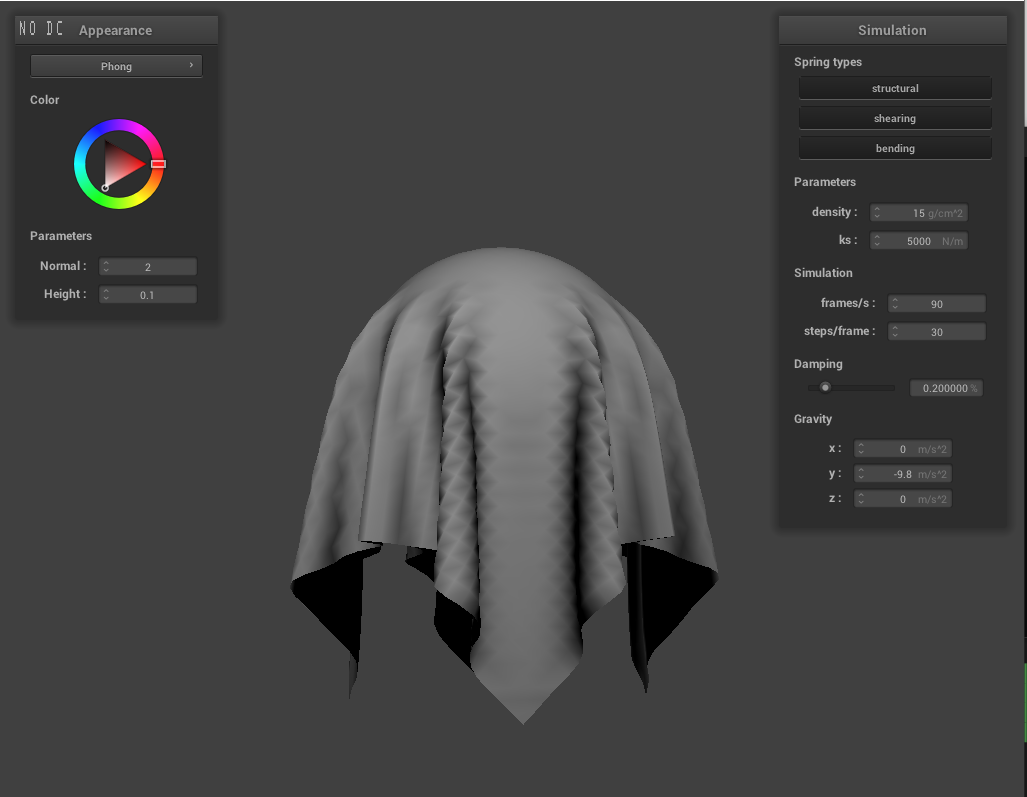 NO DC
Appearance
Phong
Color
Parameters
Normal : 2
Height : 0.1
Simulation
Spring types
structural
shearing
bending
Parameters
density : 15 g/cm^2
ks : 5000 N/m
Simulation
frames/s : 90
steps/frame : 30
Damping
0.200000 %
Gravity
x : 0 m/s^2
y : -9.8 m/s^2
z : 0 m/s^2